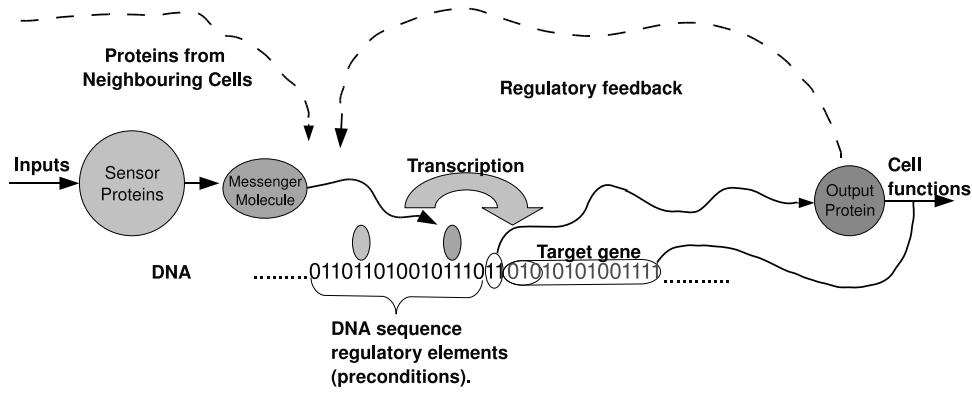 Proteins from
Neighbouring Cells
Regulatory feedback
Inputs
Sensor
Proteins
Messenger
Molecule
Transcription
Output
Protein
Cell
functions
Target gene
DNA
..........01101101001011101101010101001111..........
DNA sequence
regulatory elements
(preconditions).